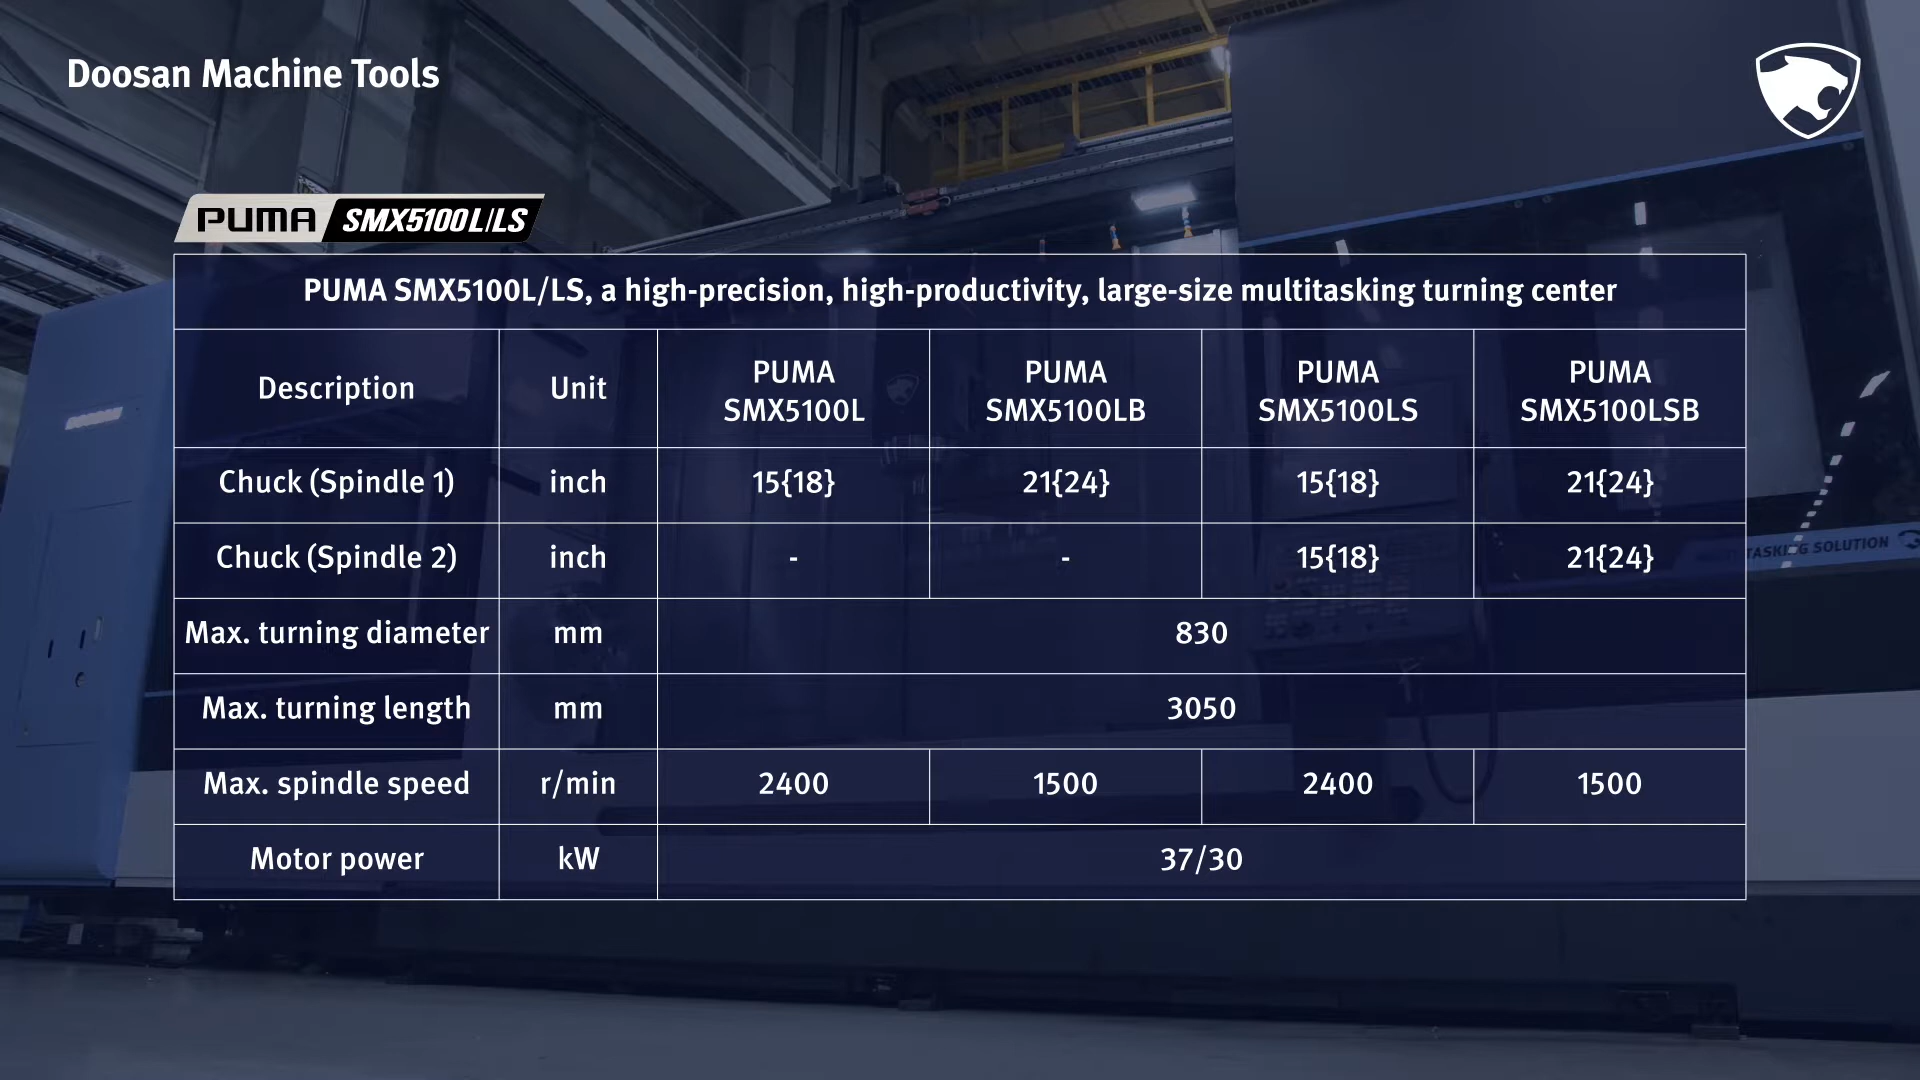 Doosan Machine Tools
PUMA SMX5100L/LS
PUMA SMX5100L/LS, a high-precision, high-productivity, large-size multitasking turning center
Description Unit PUMA SMX5100L PUMA SMX5100LB PUMA SMX5100LS PUMA SMX5100LSB
Chuck (Spindle 1) inch 15{18} 21{24} 15{18} 21{24}
Chuck (Spindle 2) inch - - 15{18} 21{24}
Max. turning diameter mm 830
Max. turning length mm 3050
Max. spindle speed r/min 2400 1500 2400 1500
Motor power kW 37/30
SOLUTION